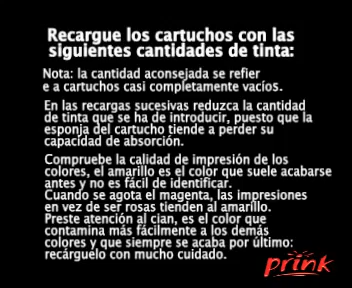 Recargue los cartuchos con las
siguientes cantidades de tinta:
Nota: la cantidad aconsejada se refier
e a cartuchos casi completamente vacíos.
En las recargas sucesivas reduzca la cantidad
de tinta que se ha de introducir, puesto que la
esponja del cartucho tiende a perder su
capacidad de absorción.
Compruebe la calidad de impresión de los
colores, el amarillo es el color que suele acabarse
antes y no es fácil de identificar.
Cuando se agota el magenta, las impresiones
en vez de ser rosas tienden al amarillo.
Preste atención al cian, es el color que
contamina más fácilmente a los demás
colores y que siempre se acaba por último:
recárguelo con mucho cuidado.
prink